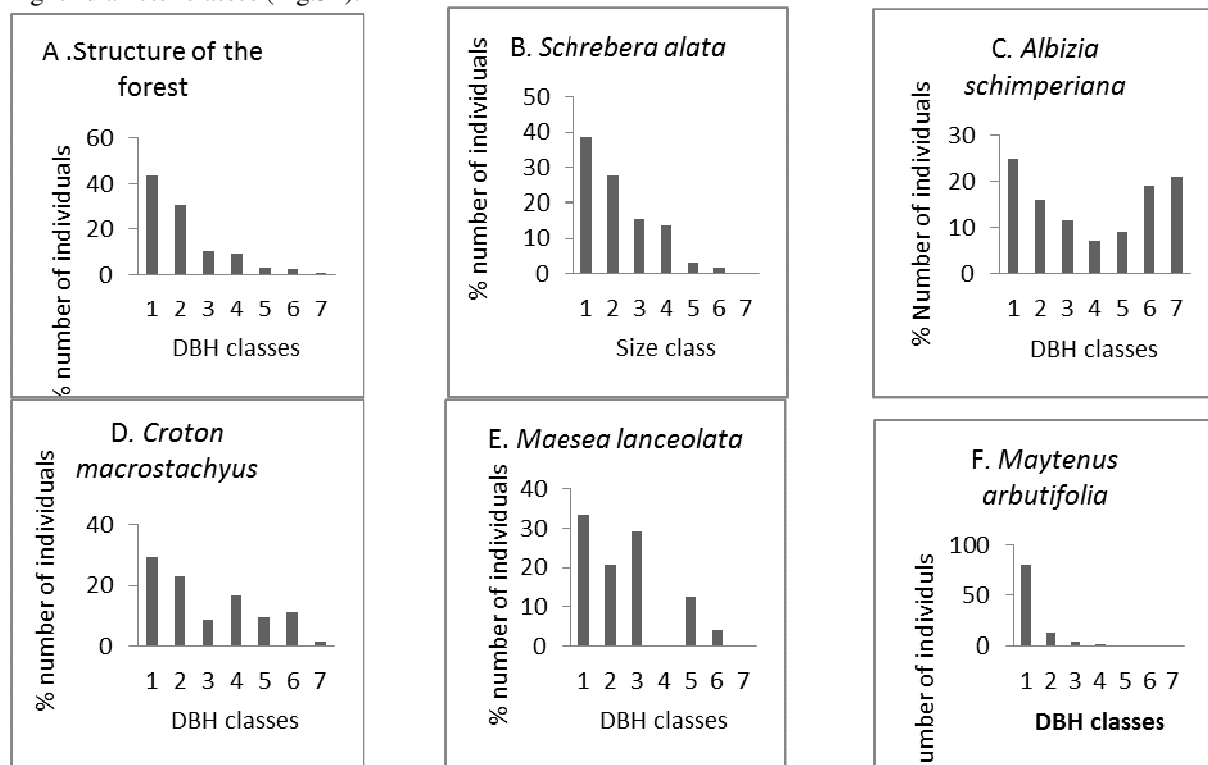 A .Structure of the
forest
% number of individuals
60
40
20
0
1 2 3 4 5 6 7
DBH classes
B. Schrebera alata
% number of individuals
50
40
30
20
10
0
1 2 3 4 5 6 7
Size class
C. Albizia
schimperiana
% Number of individuals
30
20
10
0
1 2 3 4 5 6 7
DBH classes
D. Croton
macrostachyus
% number of individuals
40
20
0
1 2 3 4 5 6 7
DBH classes
E. Maesea lanceolata
% number of individuals
40
30
20
10
0
1 2 3 4 5 6 7
DBH classes
F. Maytenus
arbutifolia
umber of individuls
100
50
0
1 2 3 4 5 6 7
DBH classes